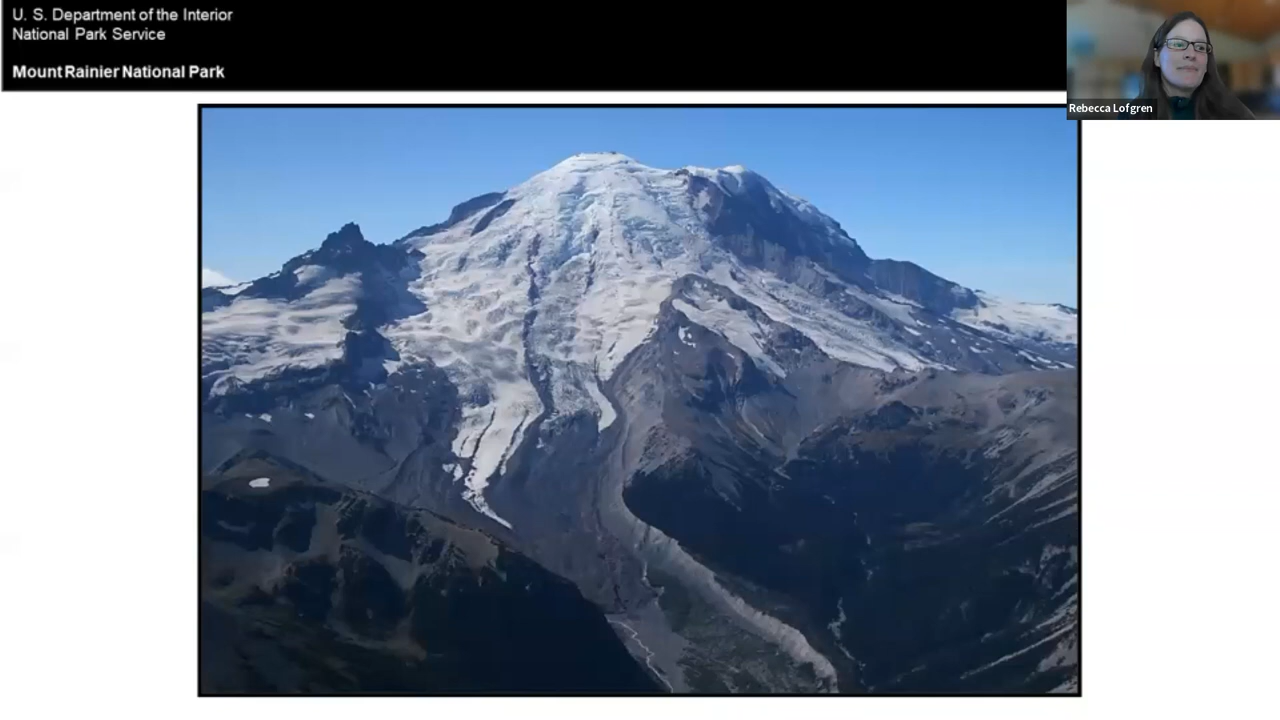 U. S. Department of the Interior
National Park Service
Mount Rainier National Park
Rebecca Lofgren